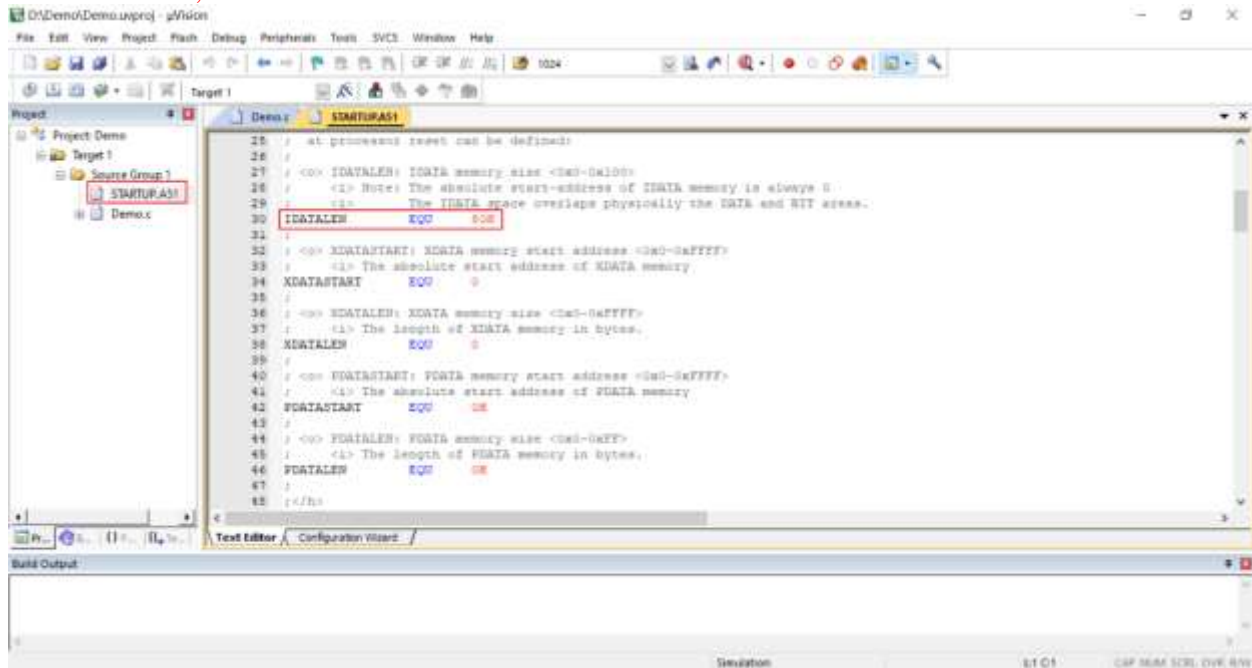 D:\Demo\Demo.uvproj - µVision
File Edit View Project Flash Debug Peripherals Tools SVCS Window Help
1024
Target 1
Project
Demo.c STARTUP.A51
Project: Demo
Target 1
Source Group 1
STARTUP.A51
Demo.c
25 ; at processor reset can be defined:
26 ;
27 ; <o> IDATALEN: IDATA memory size <0x0-0x100>
28 ; <i> Note: The absolute start-address of IDATA memory is always 0
29 ; <i> The IDATA space overlaps physically the DATA and BIT areas.
30 IDATALEN EQU 80H
31 ;
32 ; <o> XDATASTART: XDATA memory start address <0x0-0xFFFF>
33 ; <i> The absolute start address of XDATA memory
34 XDATASTART EQU 0
35 ;
36 ; <o> XDATALEN: XDATA memory size <0x0-0xFFFF>
37 ; <i> The length of XDATA memory in bytes.
38 XDATALEN EQU 0
39 ;
40 ; <o> PDATASTART: PDATA memory start address <0x0-0xFFFF>
41 ; <i> The absolute start address of PDATA memory
42 PDATASTART EQU 0H
43 ;
44 ; <o> PDATALEN: PDATA memory size <0x0-0xFF>
45 ; <i> The length of PDATA memory in bytes.
46 PDATALEN EQU 0H
47 ;
48 ;</h>
Text Editor Configuration Wizard
Build Output
Simulation L:1 C:1 CAP NUM SCRL OVR R/W